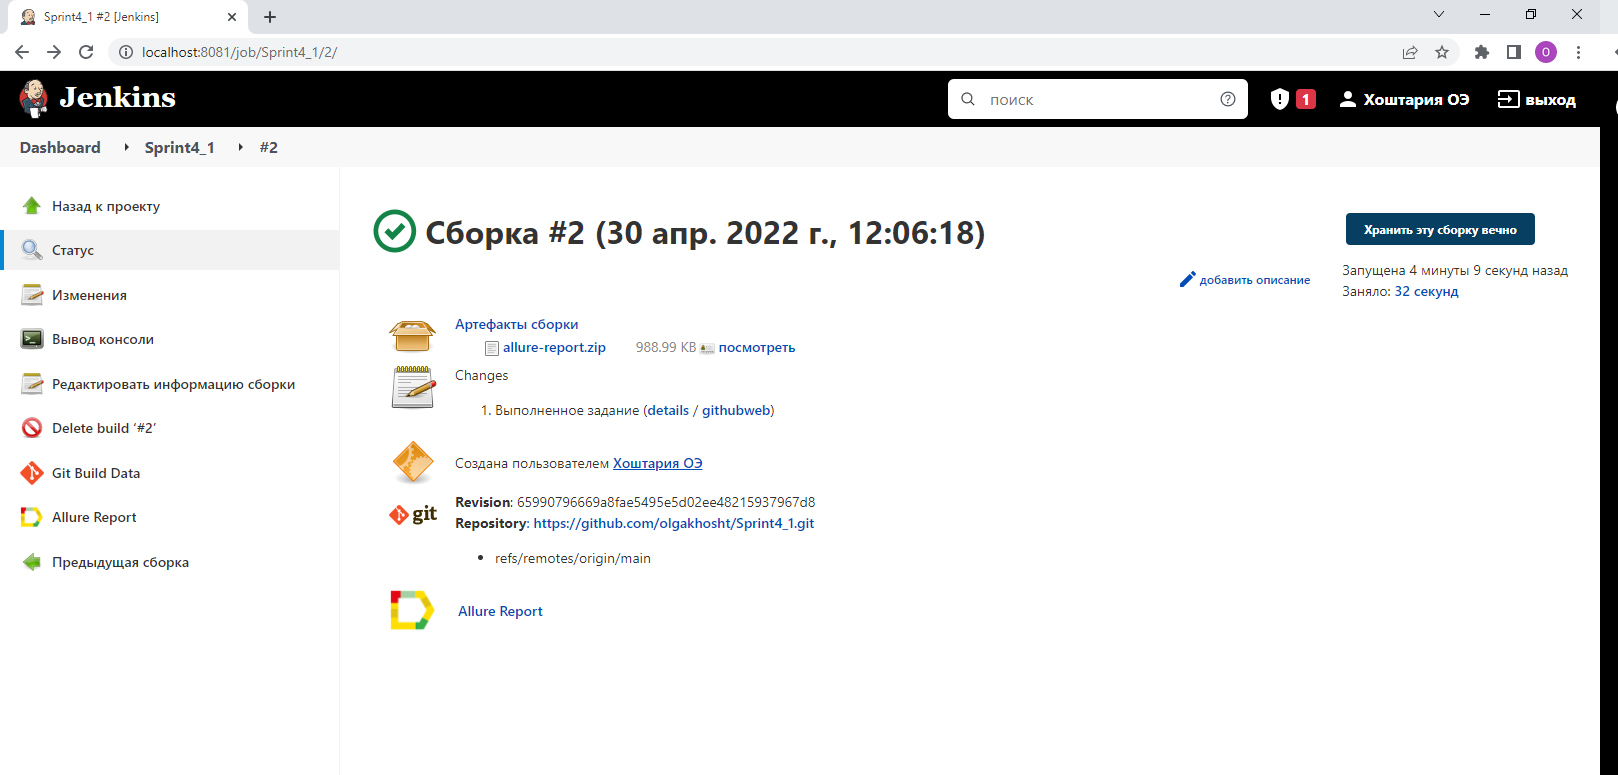 Sprint4_1 #2 [Jenkins]
localhost:8081/job/Sprint4_1/2/
O
Jenkins
поиск
1
Хоштария ОЭ
выход
Dashboard
Sprint4_1
#2
Назад к проекту
Статус
Изменения
Вывод консоли
Редактировать информацию сборки
Delete build ‘#2’
Git Build Data
Allure Report
Предыдущая сборка
Сборка #2 (30 апр. 2022 г., 12:06:18)
Хранить эту сборку вечно
добавить описание
Запущена 4 минуты 9 секунд назад
Заняло: 32 секунд
Артефакты сборки
allure-report.zip 988.99 KB посмотреть
Changes
1. Выполненное задание (details / githubweb)
Создана пользователем Хоштария ОЭ
git
Revision: 65990796669a8fae5495e5d02ee48215937967d8
Repository: https://github.com/olgakhosht/Sprint4_1.git
refs/remotes/origin/main
Allure Report